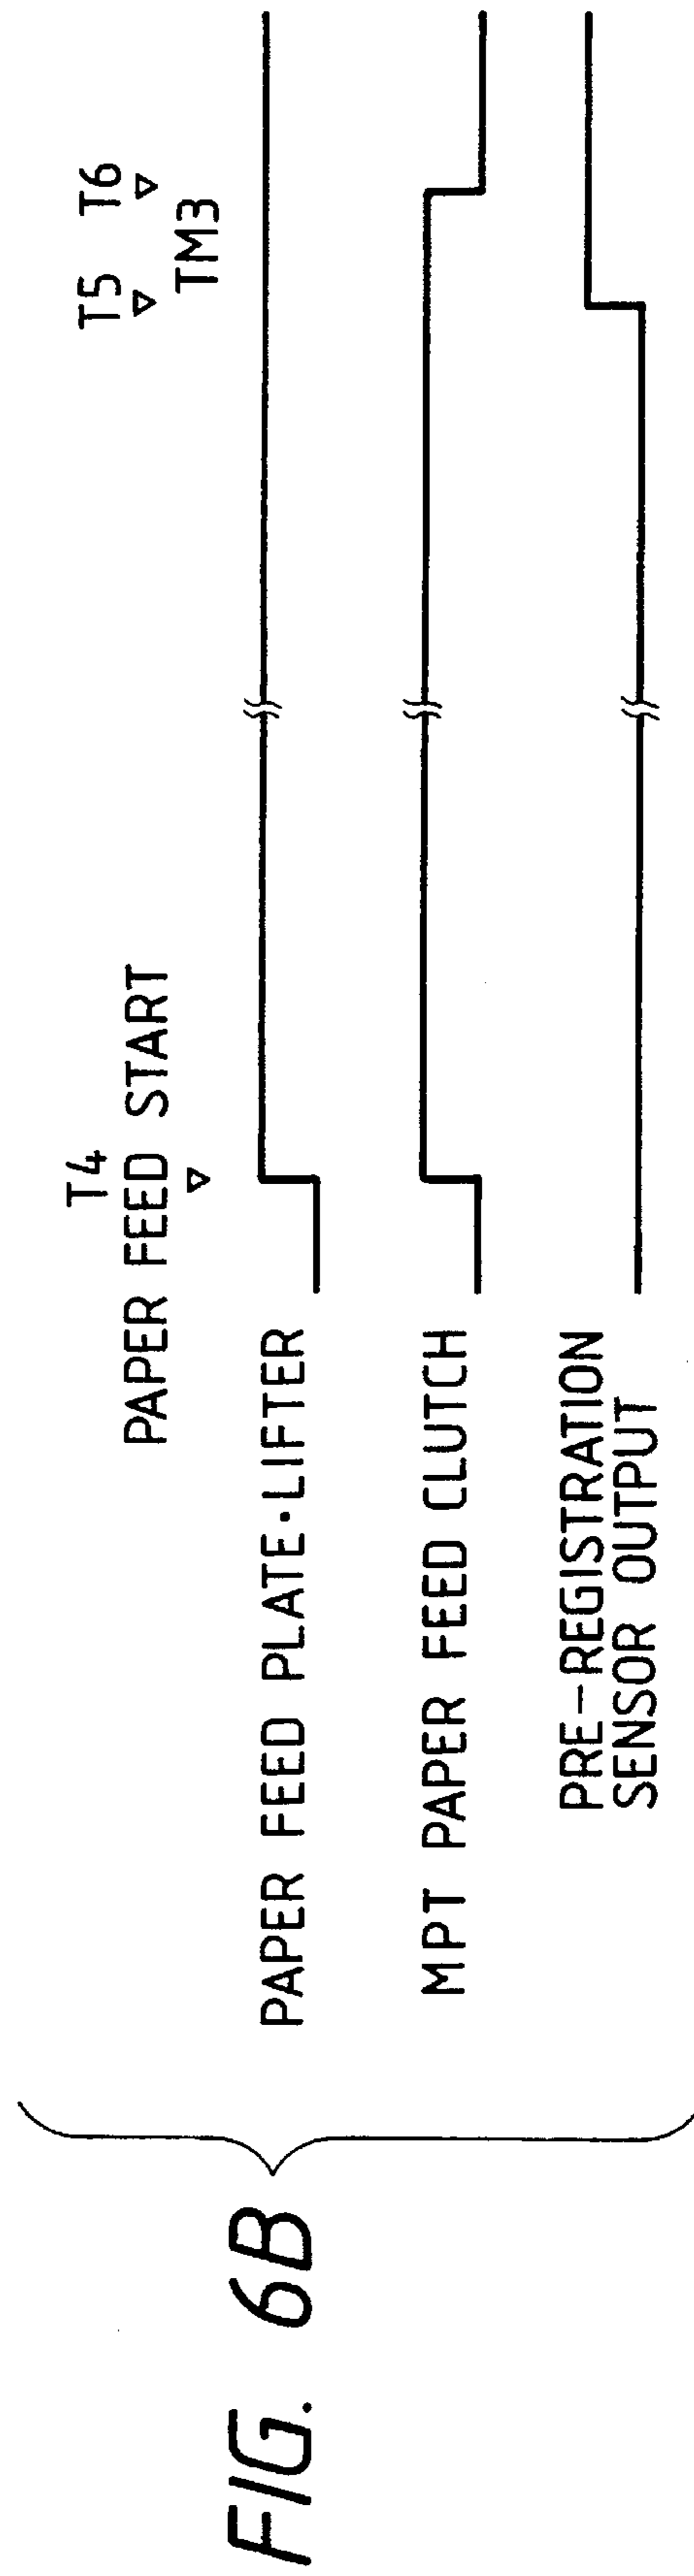 FIG. 6B
T4
PAPER FEED START
T5 T6
TM3
PAPER FEED PLATE·LIFTER
MPT PAPER FEED CLUTCH
PRE-REGISTRATION
SENSOR OUTPUT